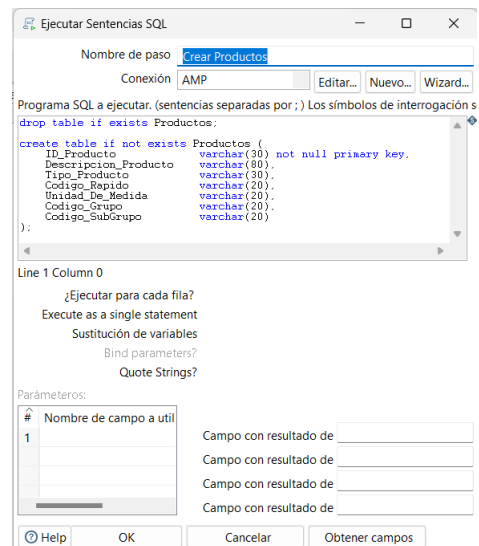 Ejecutar Sentencias SQL
Nombre de paso Crear Productos
Conexión AMP Editar... Nuevo... Wizard...
Programa SQL a ejecutar. (sentencias separadas por ; ) Los símbolos de interrogación s
drop table if exists Productos;
create table if not exists Productos (
ID_Producto varchar(30) not null primary key,
Descripcion_Producto varchar(80),
Tipo_Producto varchar(30),
Codigo_Rapido varchar(20),
Unidad_De_Medida varchar(20),
Codigo_Grupo varchar(20),
Codigo_SubGrupo varchar(20)
);
Line 1 Column 0
¿Ejecutar para cada fila?
Execute as a single statement
Sustitución de variables
Bind parameters?
Quote Strings?
Parámeteros:
# Nombre de campo a util
1
Campo con resultado de
Campo con resultado de
Campo con resultado de
Campo con resultado de
Help OK Cancelar Obtener campos